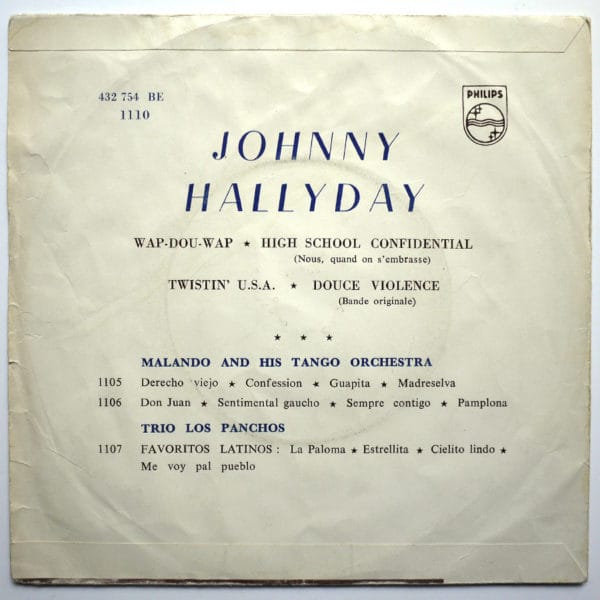 432 754 BE
1110
PHILIPS
JOHNNY
HALLYDAY
WAP-DOU-WAP ★ HIGH SCHOOL CONFIDENTIAL
(Nous, quand on s'embrasse)
TWISTIN' U.S.A. ★ DOUCE VIOLENCE
(Bande originale)
★ ★ ★
MALANDO AND HIS TANGO ORCHESTRA
1105 Derecho viejo ★ Confession ★ Guapita ★ Madreselva
1106 Don Juan ★ Sentimental gaucho ★ Sempre contigo ★ Pamplona
TRIO LOS PANCHOS
1107 FAVORITOS LATINOS : La Paloma ★ Estrellita ★ Cielito lindo ★
Me voy pal pueblo